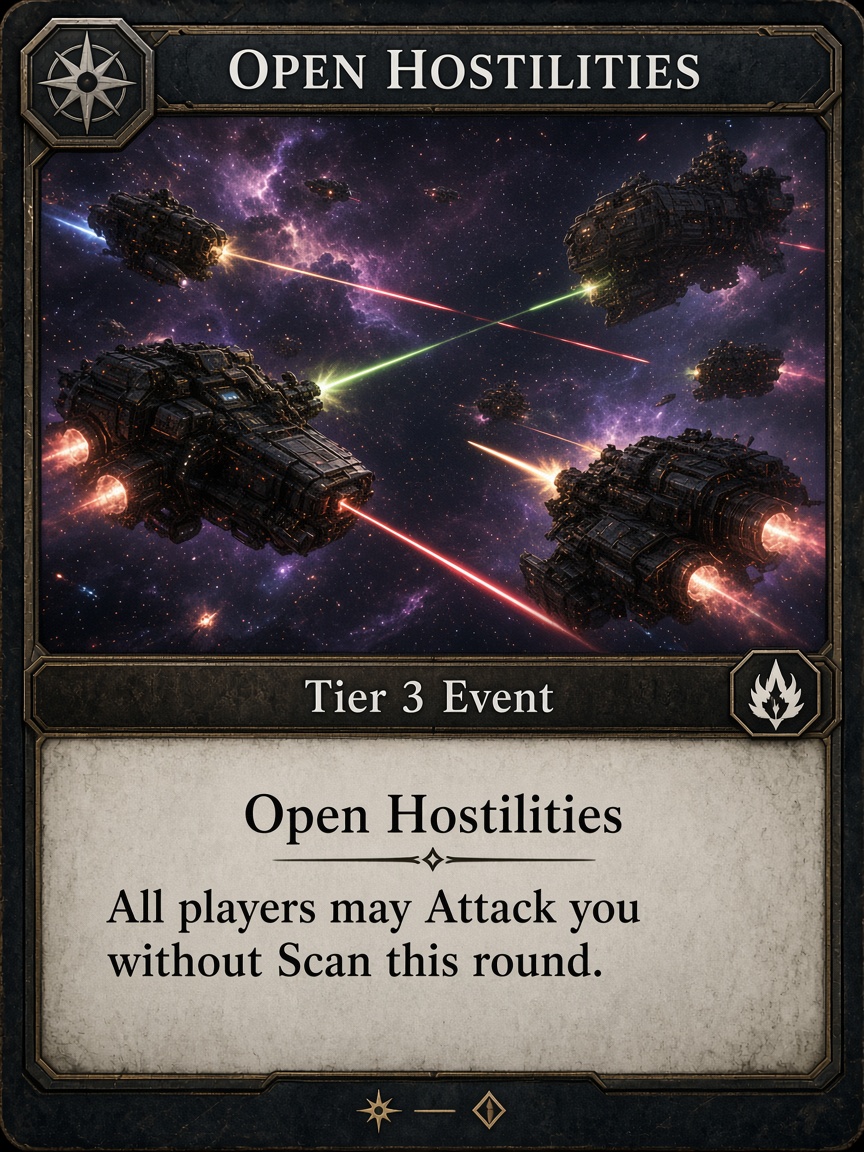 OPEN HOSTILITIES
Tier 3 Event
Open Hostilities
All players may Attack you
without Scan this round.